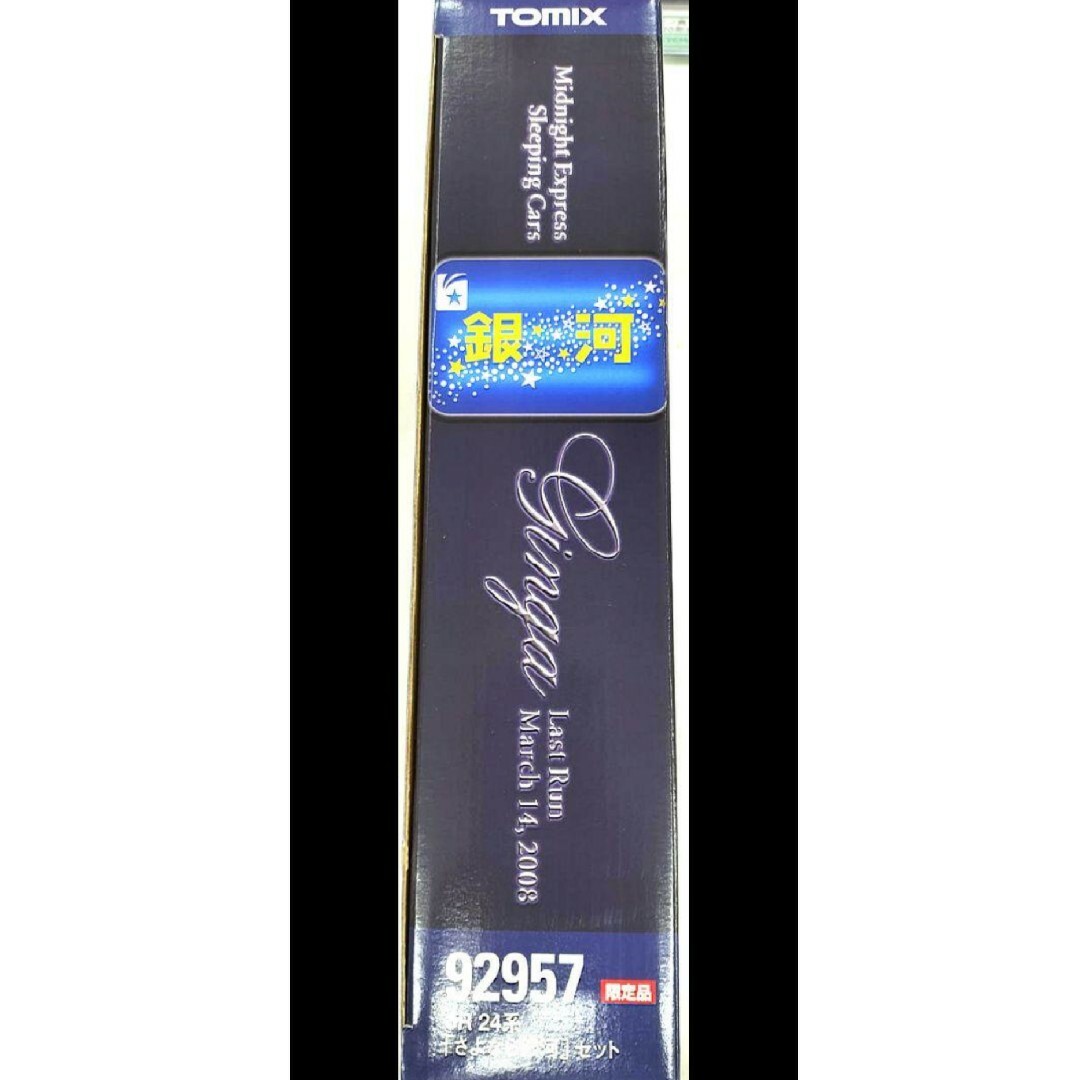 TOMIX
Midnight Express
Sleeping Cars
銀河
Ginga
Last Run
March 14, 2008
92957
限定品
24系
セット